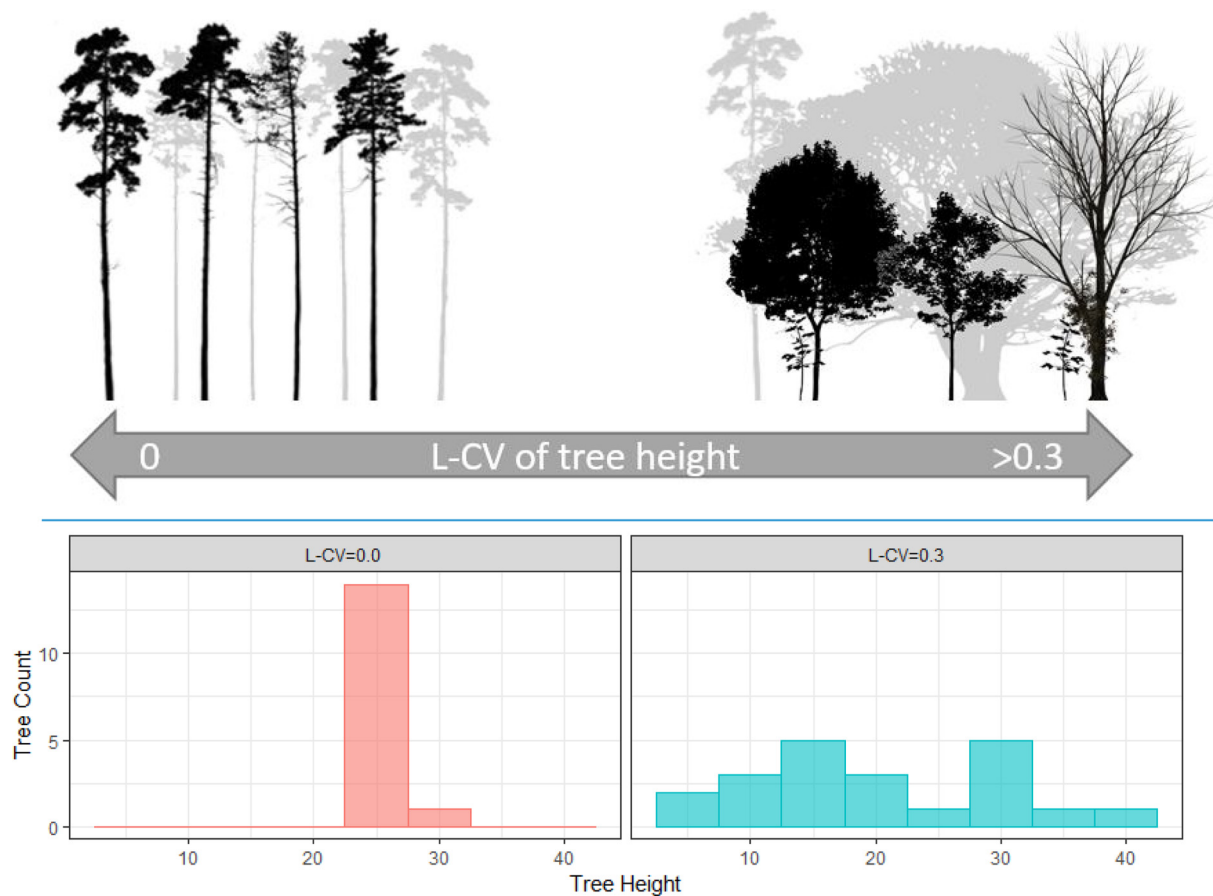 0 L-CV of tree height >0.3
L-CV=0.0 L-CV=0.3
Tree Count
10
5
0
10 20 30 40 10 20 30 40
Tree Height